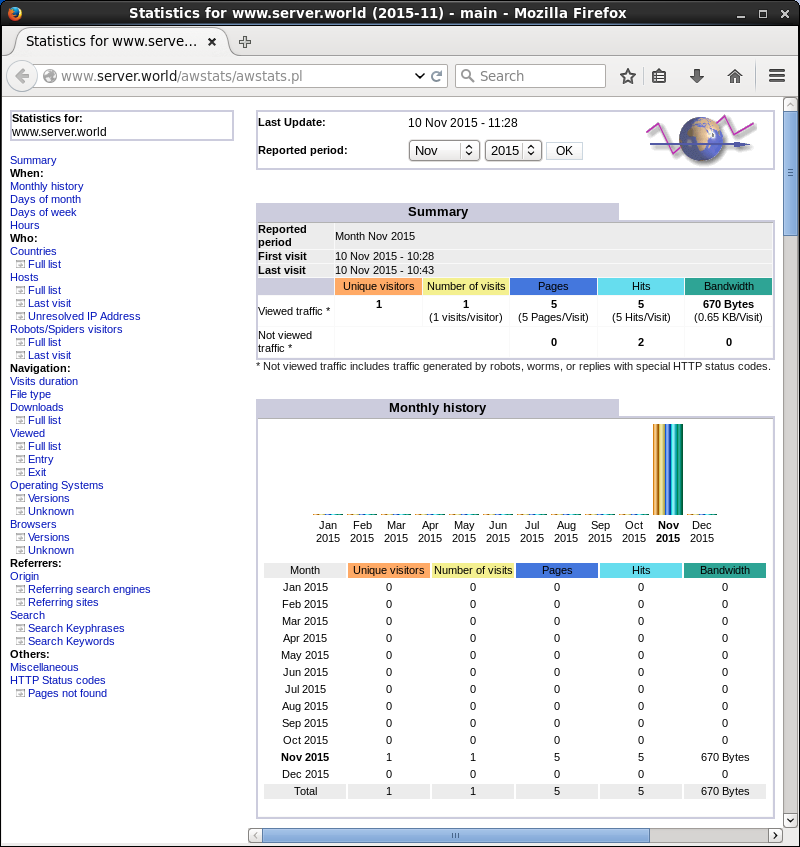 Statistics for www.server.world (2015-11) - main - Mozilla Firefox
Statistics for www.serve...
www.server.world/awstats/awstats.pl
Search
Statistics for:
www.server.world
Summary
When:
Monthly history
Days of month
Days of week
Hours
Who:
Countries
Full list
Hosts
Full list
Last visit
Unresolved IP Address
Robots/Spiders visitors
Full list
Last visit
Navigation:
Visits duration
File type
Downloads
Full list
Viewed
Full list
Entry
Exit
Operating Systems
Versions
Unknown
Browsers
Versions
Unknown
Referrers:
Origin
Referring search engines
Referring sites
Search
Search Keyphrases
Search Keywords
Others:
Miscellaneous
HTTP Status codes
Pages not found
Last Update: 10 Nov 2015 - 11:28
Reported period: Nov 2015 OK
Summary
Reported period Month Nov 2015
First visit 10 Nov 2015 - 10:28
Last visit 10 Nov 2015 - 10:43
Unique visitors Number of visits Pages Hits Bandwidth
Viewed traffic * 1 1 5 5 670 Bytes
(1 visits/visitor) (5 Pages/Visit) (5 Hits/Visit) (0.65 KB/Visit)
Not viewed traffic * 0 2 0
* Not viewed traffic includes traffic generated by robots, worms, or replies with special HTTP status codes.
Monthly history
Jan Feb Mar Apr May Jun Jul Aug Sep Oct Nov Dec
2015 2015 2015 2015 2015 2015 2015 2015 2015 2015 2015 2015
Month Unique visitors Number of visits Pages Hits Bandwidth
Jan 2015 0 0 0 0 0
Feb 2015 0 0 0 0 0
Mar 2015 0 0 0 0 0
Apr 2015 0 0 0 0 0
May 2015 0 0 0 0 0
Jun 2015 0 0 0 0 0
Jul 2015 0 0 0 0 0
Aug 2015 0 0 0 0 0
Sep 2015 0 0 0 0 0
Oct 2015 0 0 0 0 0
Nov 2015 1 1 5 5 670 Bytes
Dec 2015 0 0 0 0 0
Total 1 1 5 5 670 Bytes